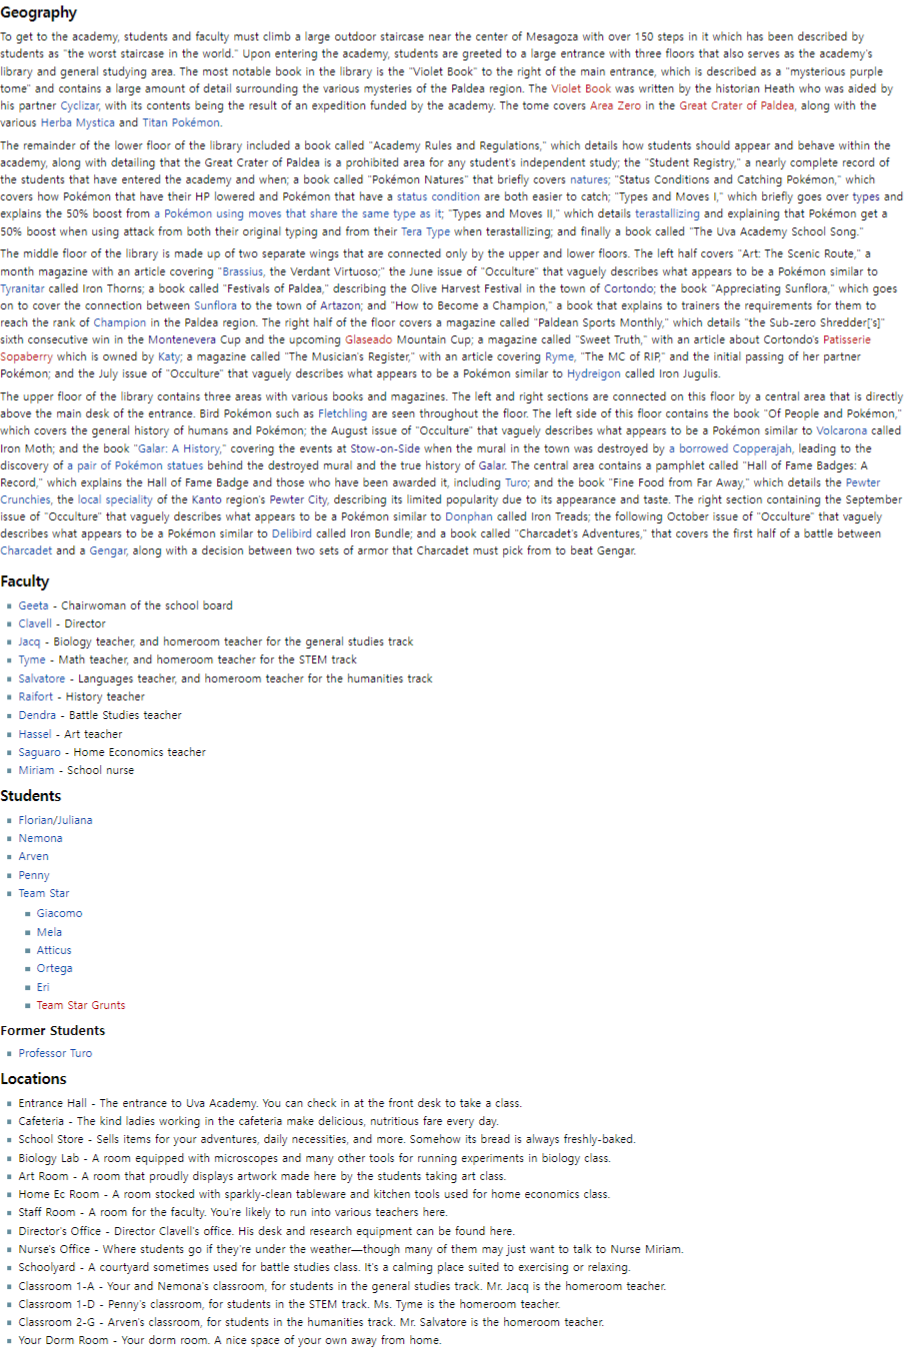 Geography
To get to the academy, students and faculty must climb a large outdoor staircase near the center of Mesagoza with over 150 steps in it which has been described by
students as "the worst staircase in the world." Upon entering the academy, students are greeted to a large entrance with three floors that also serves as the academy's
library and general studying area. The most notable book in the library is the "Violet Book" to the right of the main entrance, which is described as a "mysterious purple
tome" and contains a large amount of detail surrounding the various mysteries of the Paldea region. The Violet Book was written by the historian Heath who was aided by
his partner Cyclizar, with its contents being the result of an expedition funded by the academy. The tome covers Area Zero in the Great Crater of Paldea, along with the
various Herba Mystica and Titan Pokémon.
The remainder of the lower floor of the library included a book called "Academy Rules and Regulations," which details how students should appear and behave within the
academy, along with detailing that the Great Crater of Paldea is a prohibited area for any student's independent study; the "Student Registry," a nearly complete record of
the students that have entered the academy and when; a book called "Pokémon Natures" that briefly covers natures; "Status Conditions and Catching Pokémon," which
covers how Pokémon that have their HP lowered and Pokémon that have a status condition are both easier to catch; "Types and Moves I," which briefly goes over types and
explains the 50% boost from a Pokémon using moves that share the same type as it; "Types and Moves II," which details terastallizing and explaining that Pokémon get a
50% boost when using attack from both their original typing and from their Tera Type when terastallizing; and finally a book called "The Uva Academy School Song."
The middle floor of the library is made up of two separate wings that are connected only by the upper and lower floors. The left half covers "Art: The Scenic Route," a
month magazine with an article covering "Brassius, the Verdant Virtuoso;" the June issue of "Occulture" that vaguely describes what appears to be a Pokémon similar to
Tyranitar called Iron Thorns; a book called "Festivals of Paldea," describing the Olive Harvest Festival in the town of Cortondo; the book "Appreciating Sunflora," which goes
on to cover the connection between Sunflora to the town of Artazon; and "How to Become a Champion," a book that explains to trainers the requirements for them to
reach the rank of Champion in the Paldea region. The right half of the floor covers a magazine called "Paldean Sports Monthly," which details "the Sub-zero Shredder['s]"
sixth consecutive win in the Montenevera Cup and the upcoming Glaseado Mountain Cup; a magazine called "Sweet Truth," with an article about Cortondo's Patisserie
Sopaberry which is owned by Katy; a magazine called "The Musician's Register," with an article covering Ryme, "The MC of RIP," and the initial passing of her partner
Pokémon; and the July issue of "Occulture" that vaguely describes what appears to be a Pokémon similar to Hydreigon called Iron Jugulis.
The upper floor of the library contains three areas with various books and magazines. The left and right sections are connected on this floor by a central area that is directly
above the main desk of the entrance. Bird Pokémon such as Fletchling are seen throughout the floor. The left side of this floor contains the book "Of People and Pokémon,"
which covers the general history of humans and Pokémon; the August issue of "Occulture" that vaguely describes what appears to be a Pokémon similar to Volcarona called
Iron Moth; and the book "Galar: A History," covering the events at Stow-on-Side when the mural in the town was destroyed by a borrowed Copperajah, leading to the
discovery of a pair of Pokémon statues behind the destroyed mural and the true history of Galar. The central area contains a pamphlet called "Hall of Fame Badges: A
Record," which explains the Hall of Fame Badge and those who have been awarded it, including Turo; and the book "Fine Food from Far Away," which details the Pewter
Crunchies, the local speciality of the Kanto region's Pewter City, describing its limited popularity due to its appearance and taste. The right section containing the September
issue of "Occulture" that vaguely describes what appears to be a Pokémon similar to Donphan called Iron Treads; the following October issue of "Occulture" that vaguely
describes what appears to be a Pokémon similar to Delibird called Iron Bundle; and a book called "Charcadet's Adventures," that covers the first half of a battle between
Charcadet and a Gengar, along with a decision between two sets of armor that Charcadet must pick from to beat Gengar.
Faculty
Geeta - Chairwoman of the school board
Clavell - Director
Jacq - Biology teacher, and homeroom teacher for the general studies track
Tyme - Math teacher, and homeroom teacher for the STEM track
Salvatore - Languages teacher, and homeroom teacher for the humanities track
Raifort - History teacher
Dendra - Battle Studies teacher
Hassel - Art teacher
Saguaro - Home Economics teacher
Miriam - School nurse
Students
Florian/Juliana
Nemona
Arven
Penny
Team Star
Giacomo
Mela
Atticus
Ortega
Eri
Team Star Grunts
Former Students
Professor Turo
Locations
Entrance Hall - The entrance to Uva Academy. You can check in at the front desk to take a class.
Cafeteria - The kind ladies working in the cafeteria make delicious, nutritious fare every day.
School Store - Sells items for your adventures, daily necessities, and more. Somehow its bread is always freshly-baked.
Biology Lab - A room equipped with microscopes and many other tools for running experiments in biology class.
Art Room - A room that proudly displays artwork made here by the students taking art class.
Home Ec Room - A room stocked with sparkly-clean tableware and kitchen tools used for home economics class.
Staff Room - A room for the faculty. You're likely to run into various teachers here.
Director's Office - Director Clavell's office. His desk and research equipment can be found here.
Nurse's Office - Where students go if they're under the weather—though many of them may just want to talk to Nurse Miriam.
Schoolyard - A courtyard sometimes used for battle studies class. It's a calming place suited to exercising or relaxing.
Classroom 1-A - Your and Nemona's classroom, for students in the general studies track. Mr. Jacq is the homeroom teacher.
Classroom 1-D - Penny's classroom, for students in the STEM track. Ms. Tyme is the homeroom teacher.
Classroom 2-G - Arven's classroom, for students in the humanities track. Mr. Salvatore is the homeroom teacher.
Your Dorm Room - Your dorm room. A nice space of your own away from home.